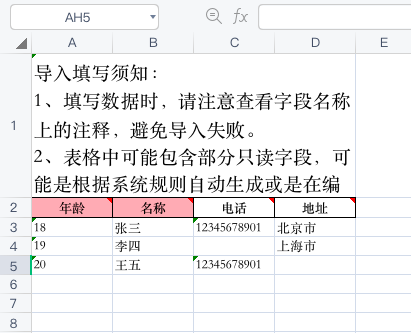 AH5
fx
A B C D E
1
导入填写须知：
1、填写数据时，请注意查看字段名称
上的注释，避免导入失败。
2、表格中可能包含部分只读字段，可
能是根据系统规则自动生成或是在编
2 年龄 名称 电话 地址
3 18 张三 12345678901 北京市
4 19 李四 上海市
5 20 王五 12345678901
6
7
8